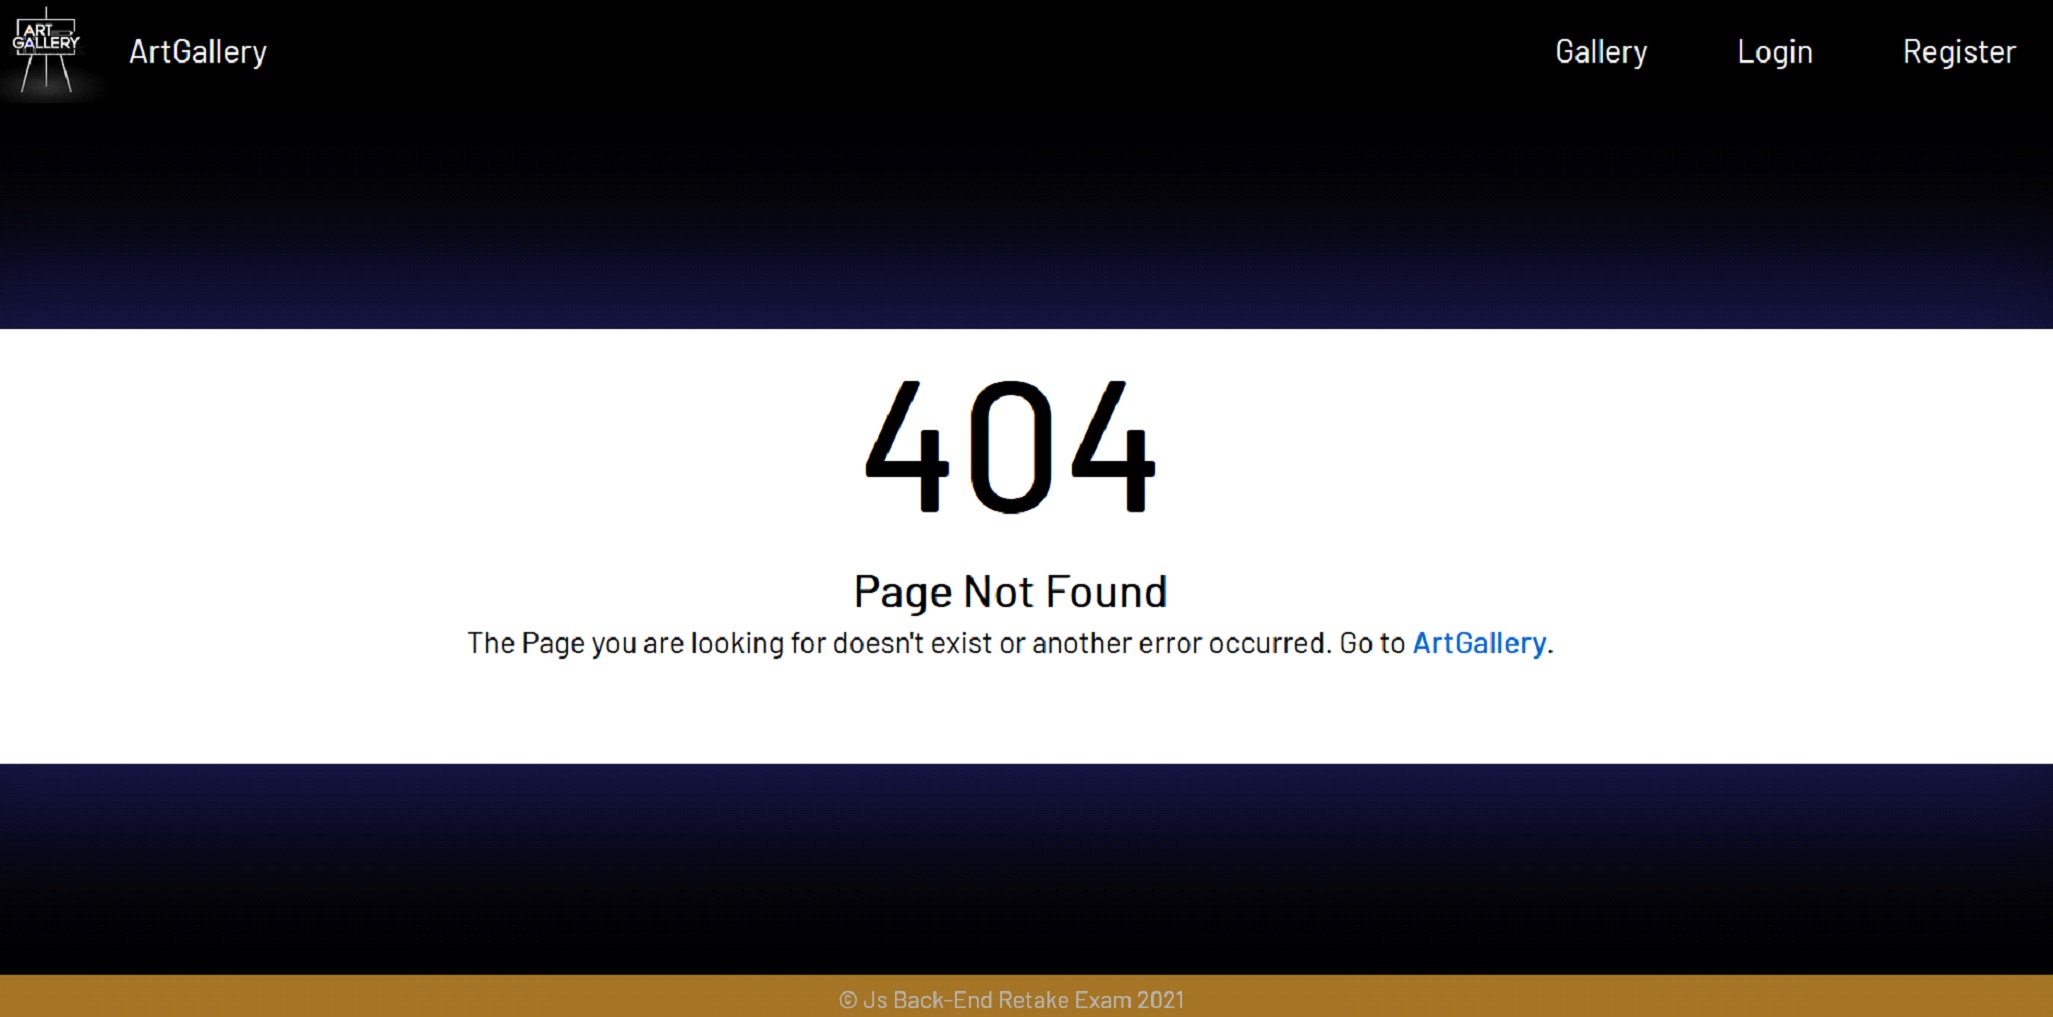 ART
GALLERY
ArtGallery
Gallery
Login
Register
404
Page Not Found
The Page you are looking for doesn't exist or another error occurred. Go to ArtGallery.
© Js Back-End Retake Exam 2021